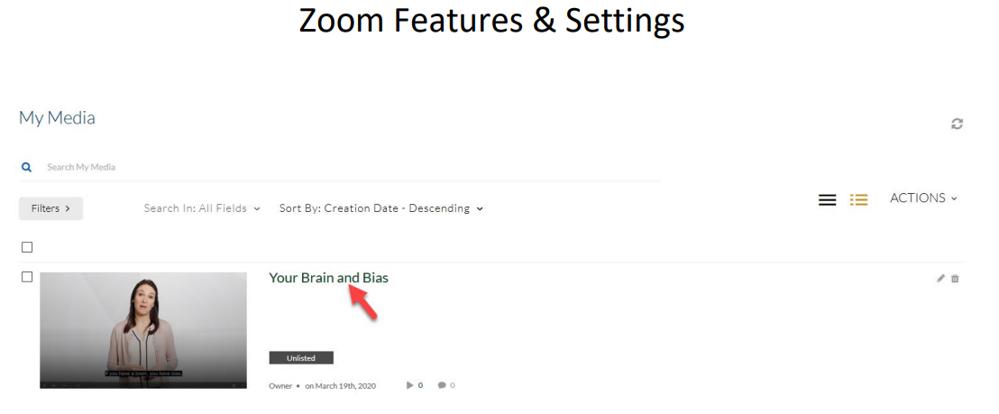 Zoom Features & Settings
My Media
Search My Media
Filters
Search In: All Fields
Sort By: Creation Date - Descending
ACTIONS
Your Brain and Bias
If you have a brain, you have bias.
Unlisted
Owner • on March 19th, 2020 0 0